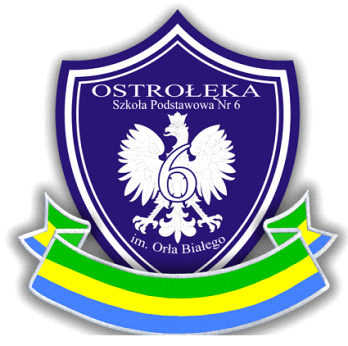 OSTROŁĘKA
Szkoła Podstawowa Nr 6
6
im. Orła Białego